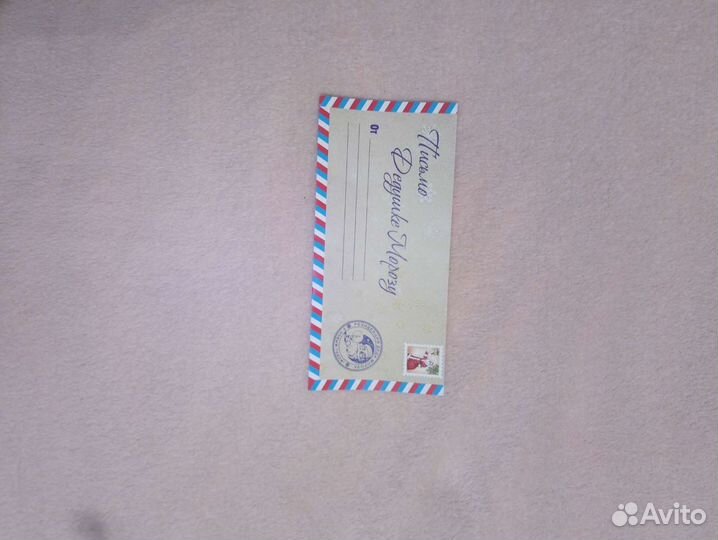 Письмо
Дедушке Морозу
От
Avito